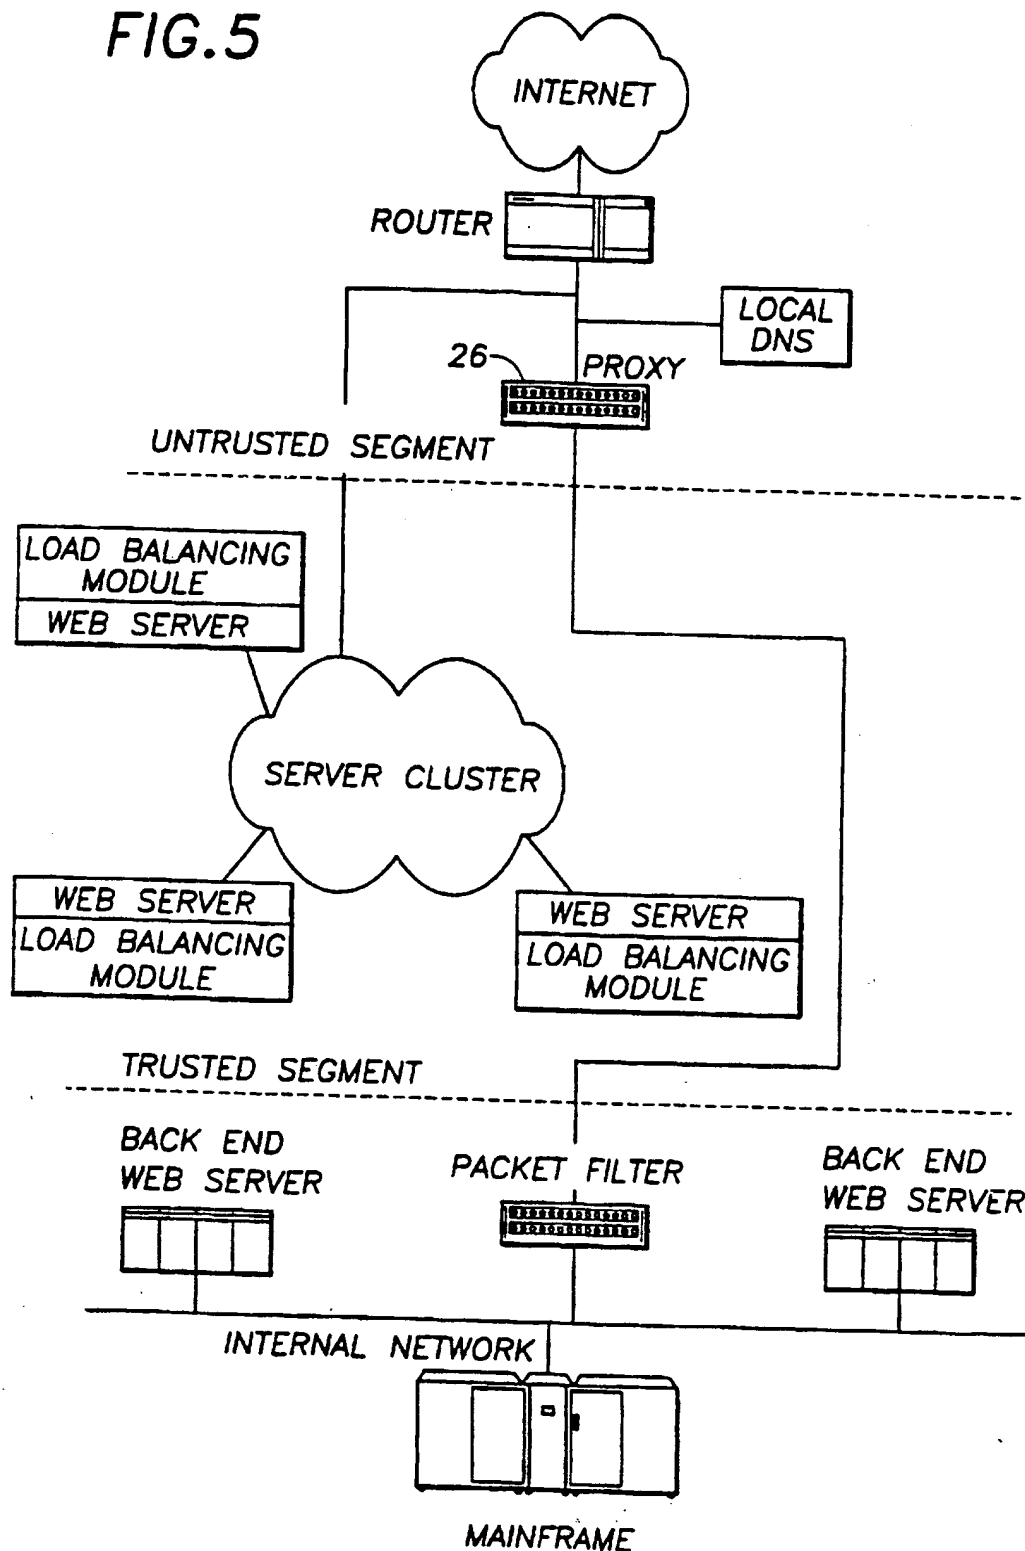 FIG.5
INTERNET
ROUTER
LOCAL
DNS
26
PROXY
UNTRUSTED SEGMENT
LOAD BALANCING
MODULE
WEB SERVER
SERVER CLUSTER
WEB SERVER
LOAD BALANCING
MODULE
WEB SERVER
LOAD BALANCING
MODULE
TRUSTED SEGMENT
BACK END
WEB SERVER
PACKET FILTER
BACK END
WEB SERVER
INTERNAL NETWORK
MAINFRAME